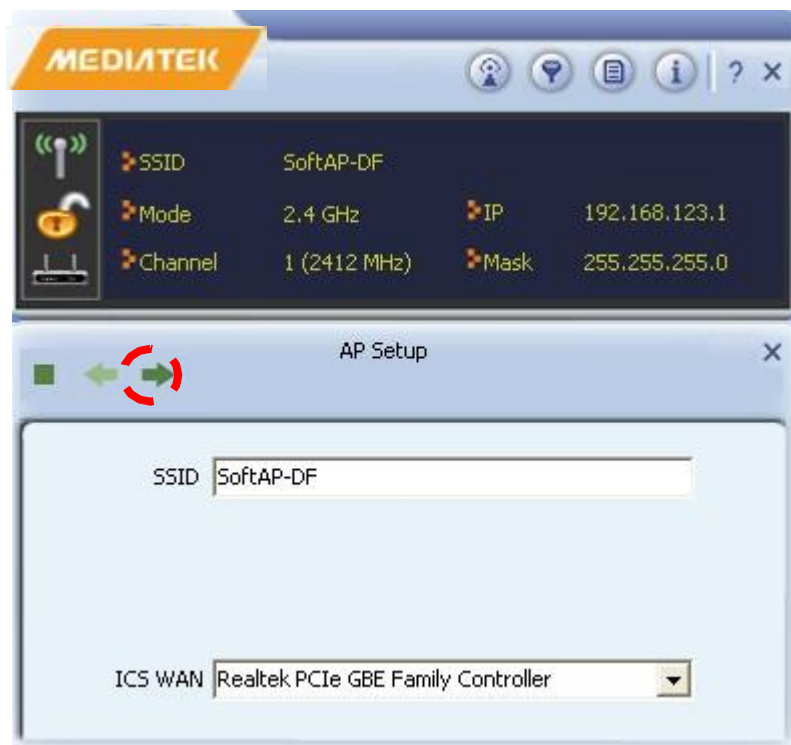 MEDIATEK
? ×
SSID SoftAP-DF
Mode 2.4 GHz IP 192.168.123.1
Channel 1 (2412 MHz) Mask 255.255.255.0
AP Setup ×
SSID SoftAP-DF
ICS WAN Realtek PCIe GBE Family Controller